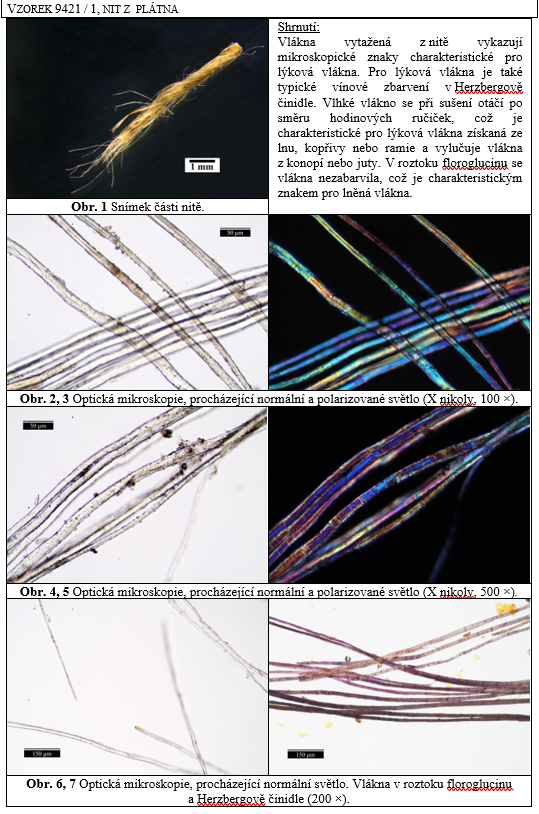 VZOREK 9421 / 1, NIT Z PLÁTNA
Shrnutí:
Vlákna vytažená z nitě vykazují
mikroskopické znaky charakteristické pro
lýková vlákna. Pro lýková vlákna je také
typické vínové zbarvení v Herzbergově
činidle. Vlhké vlákno se při sušení otáčí po
směru hodinových ručiček, což je
charakteristické pro lýková vlákna získaná ze
lnu, kopřivy nebo ramie a vylučuje vlákna
z konopí nebo juty. V roztoku floroglucinu se
vlákna nezabarvila, což je charakteristickým
znakem pro lněná vlákna.
1 mm
Obr. 1 Snímek části nitě.
50 µm
Obr. 2, 3 Optická mikroskopie, procházející normální a polarizované světlo (X nikoly, 100 ×).
50 µm
Obr. 4, 5 Optická mikroskopie, procházející normální a polarizované světlo (X nikoly, 500 ×).
150 µm
150 µm
Obr. 6, 7 Optická mikroskopie, procházející normální světlo. Vlákna v roztoku floroglucinu
a Herzbergově činidle (200 ×).